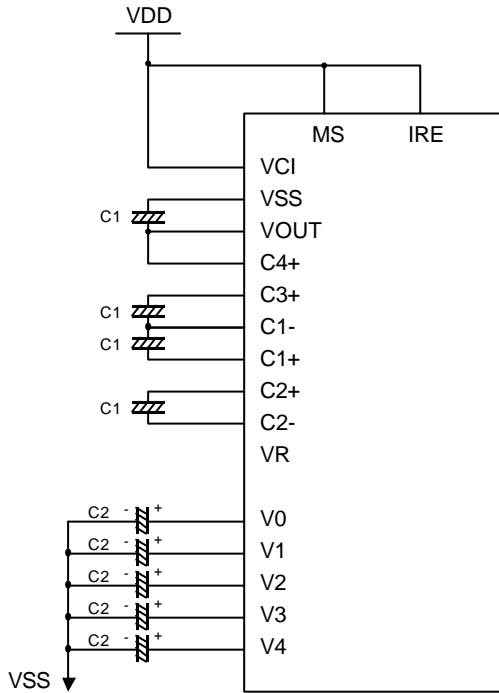 VDD
MS IRE
VCI
VSS
C1 VOUT
C4+
C3+
C1 C1-
C1 C1+
C2+
C1 C2-
VR
C2 - + V0
C2 - + V1
C2 - + V2
C2 - + V3
C2 - + V4
VSS